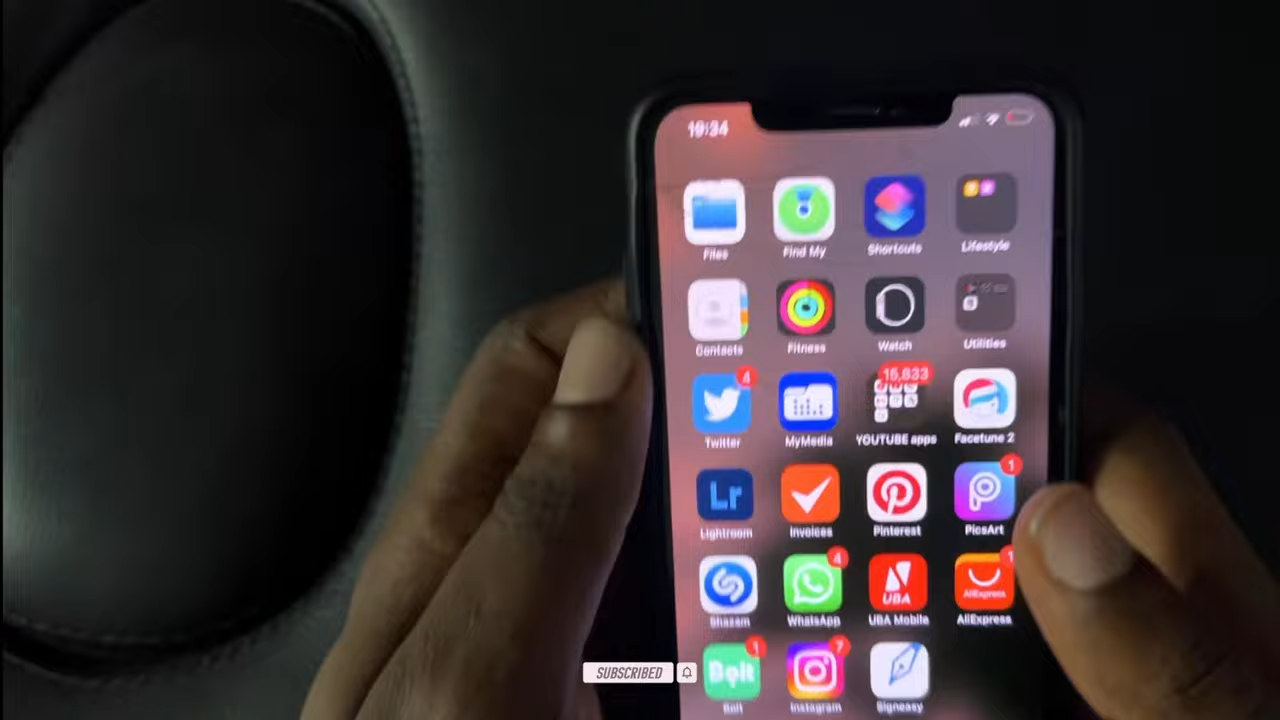 19:34
Files Find My Shortcuts Lifestyle
Contacts Fitness Watch Utilities
4 15,833
Twitter MyMedia YOUTUBE apps Facetune 2
Lr 1
Lightroom Invoices Pinterest PicsArt
4 UBA AliExpress 1
Shazam WhatsApp UBA Mobile AliExpress
Bolt 1 7
Bolt Instagram Signeasy
SUBSCRIBED